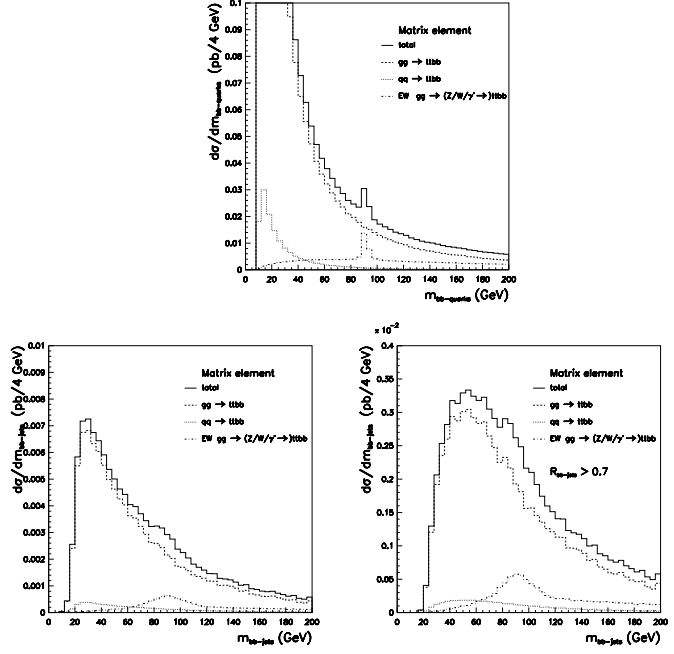 dσ/dm_bb-quarks (pb/4 GeV)
0.1
0.09
0.08
0.07
0.06
0.05
0.04
0.03
0.02
0.01
0
0 20 40 60 80 100 120 140 160 180 200
m_bb-quarks (GeV)
Matrix element
total
gg → ttbb
qq → ttbb
EW gg → (Z/W/γ* →)ttbb
dσ/dm_bb-jets (pb/4 GeV)
0.01
0.009
0.008
0.007
0.006
0.005
0.004
0.003
0.002
0.001
0
0 20 40 60 80 100 120 140 160 180 200
m_bb-jets (GeV)
Matrix element
total
gg → ttbb
qq → ttbb
EW gg → (Z/W/γ* →)ttbb
x 10⁻²
dσ/dm_bb-jets (pb/4 GeV)
0.4
0.35
0.3
0.25
0.2
0.15
0.1
0.05
0
0 20 40 60 80 100 120 140 160 180 200
m_bb-jets (GeV)
Matrix element
total
gg → ttbb
qq → ttbb
EW gg → (Z/W/γ* →)ttbb
R_bb-jets > 0.7